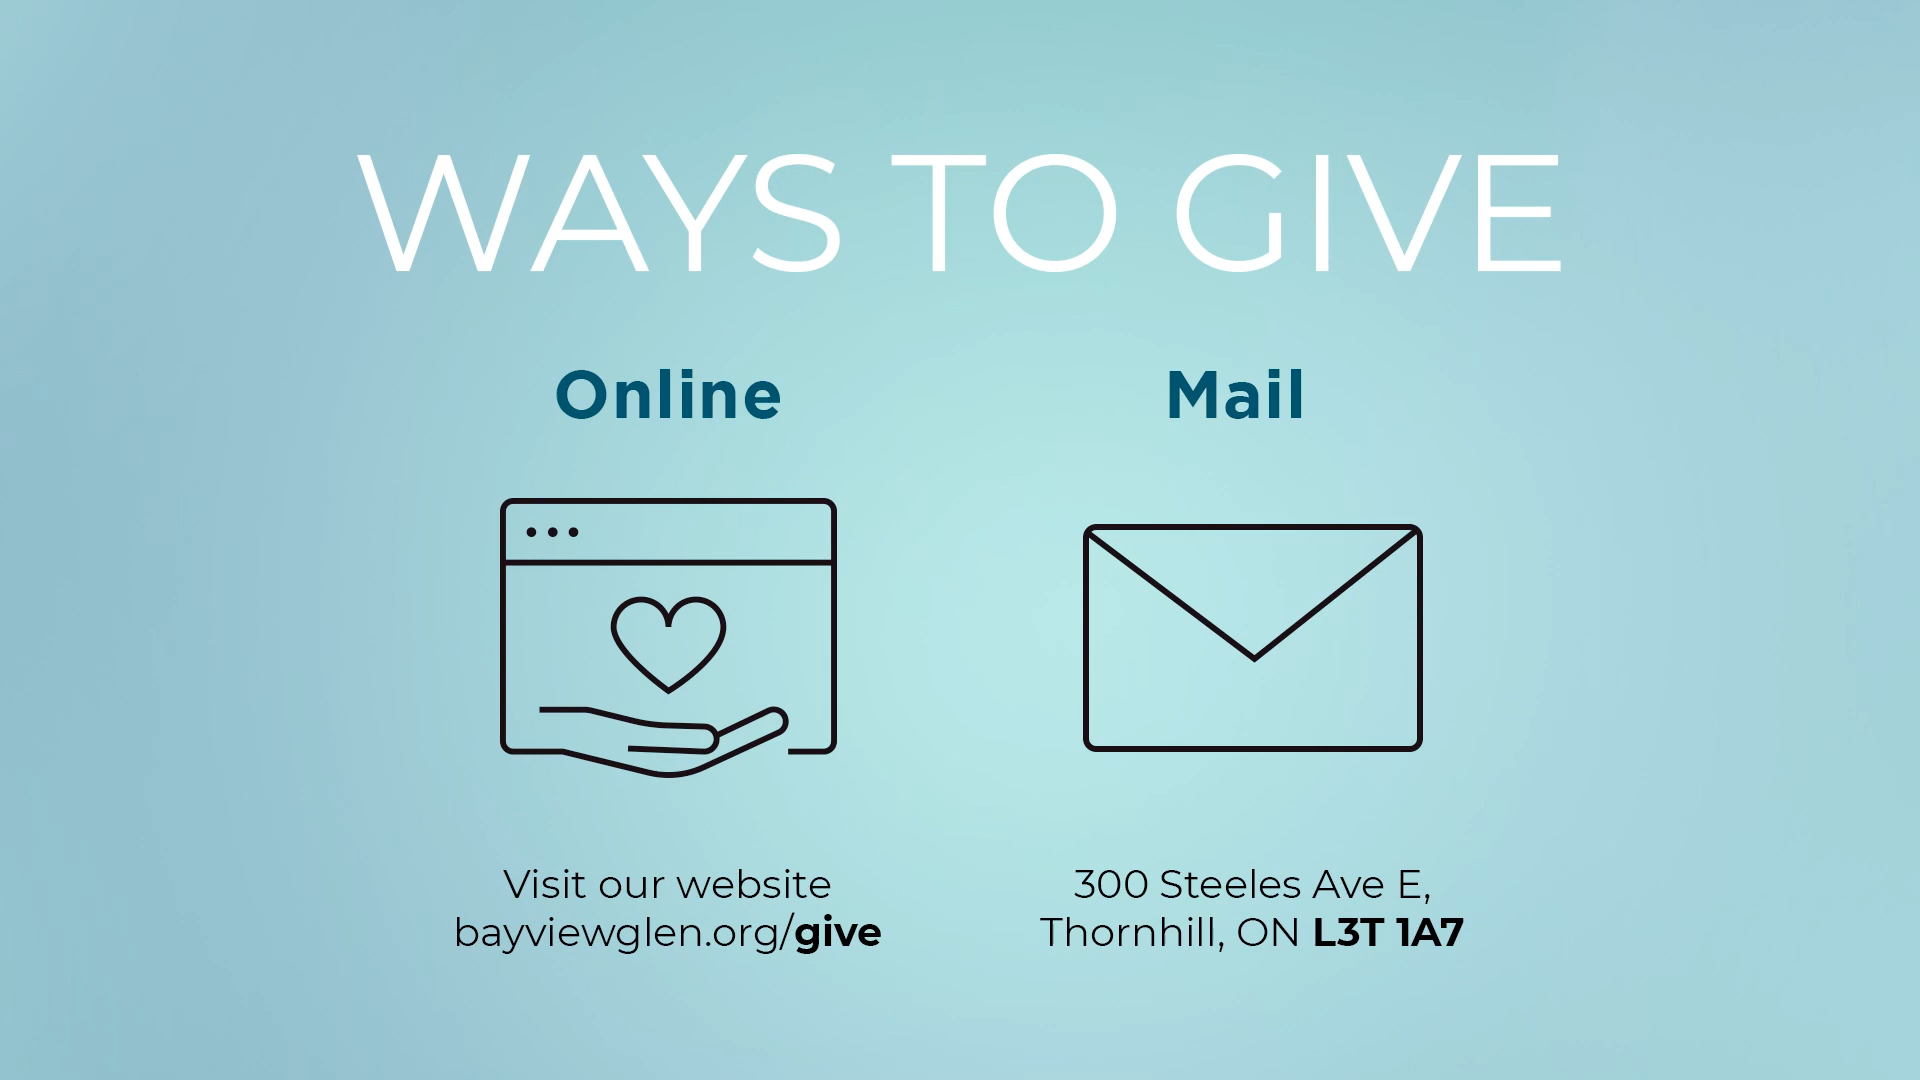 WAYS TO GIVE
Online
Visit our website
bayviewglen.org/give
Mail
300 Steeles Ave E,
Thornhill, ON L3T 1A7